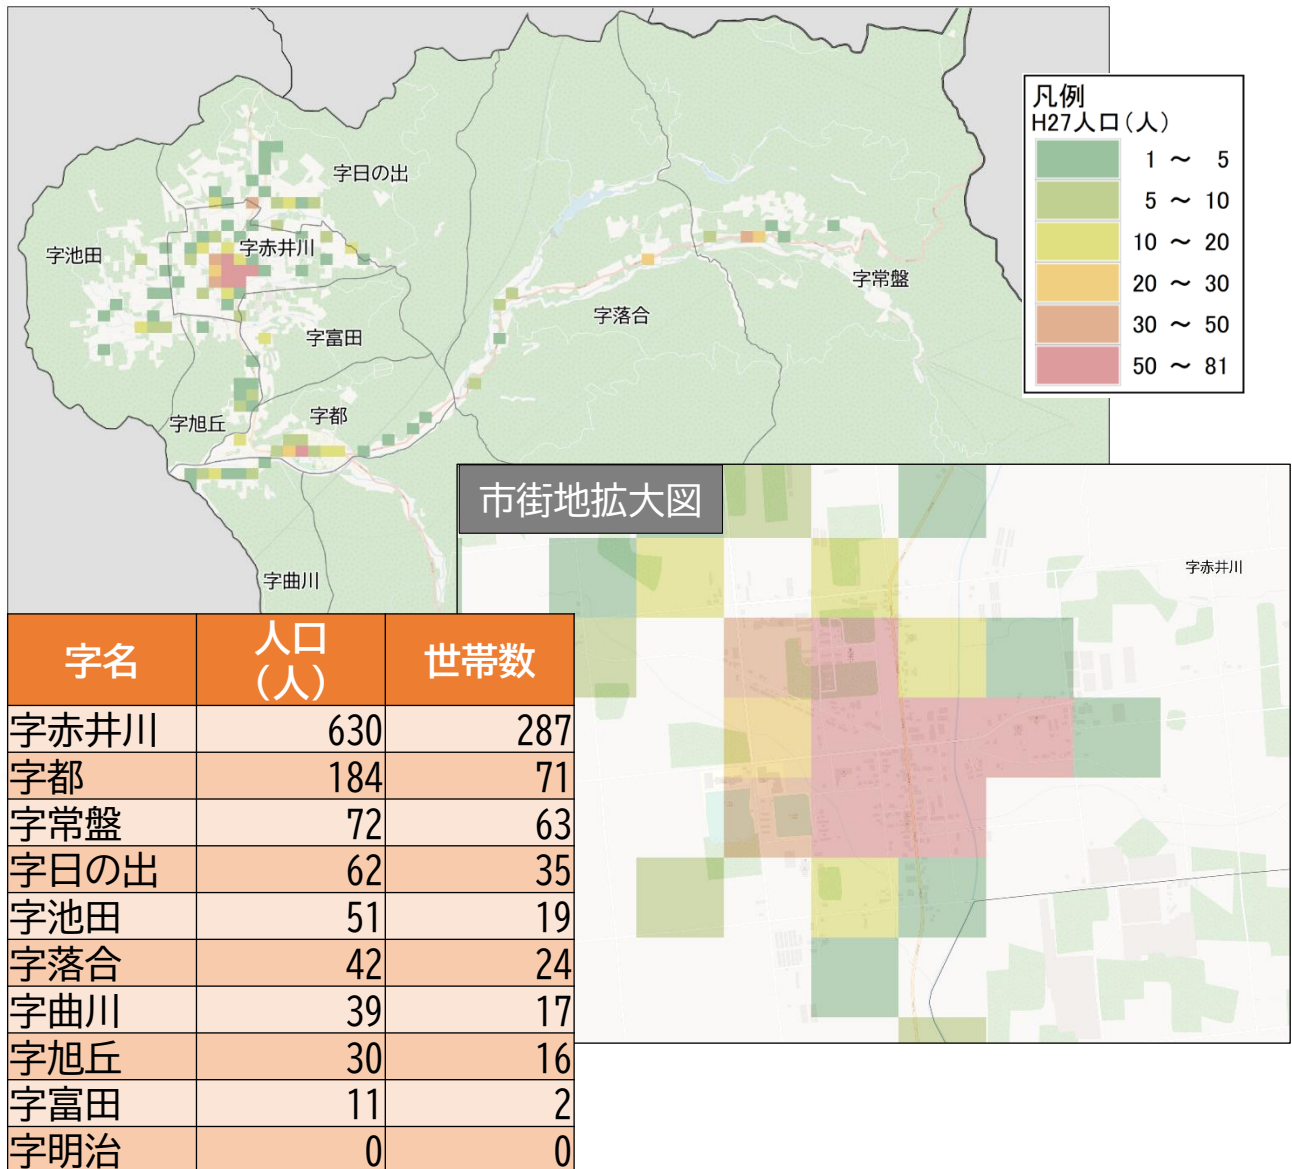 字日の出
字池田
字赤井川
字常盤
字落合
字富田
字旭丘
字都
字曲川
凡例
H27人口(人)
1 ~ 5
5 ~ 10
10 ~ 20
20 ~ 30
30 ~ 50
50 ~ 81
市街地拡大図
字赤井川
字名 人口(人) 世帯数
字赤井川 630 287
字都 184 71
字常盤 72 63
字日の出 62 35
字池田 51 19
字落合 42 24
字曲川 39 17
字旭丘 30 16
字富田 11 2
字明治 0 0